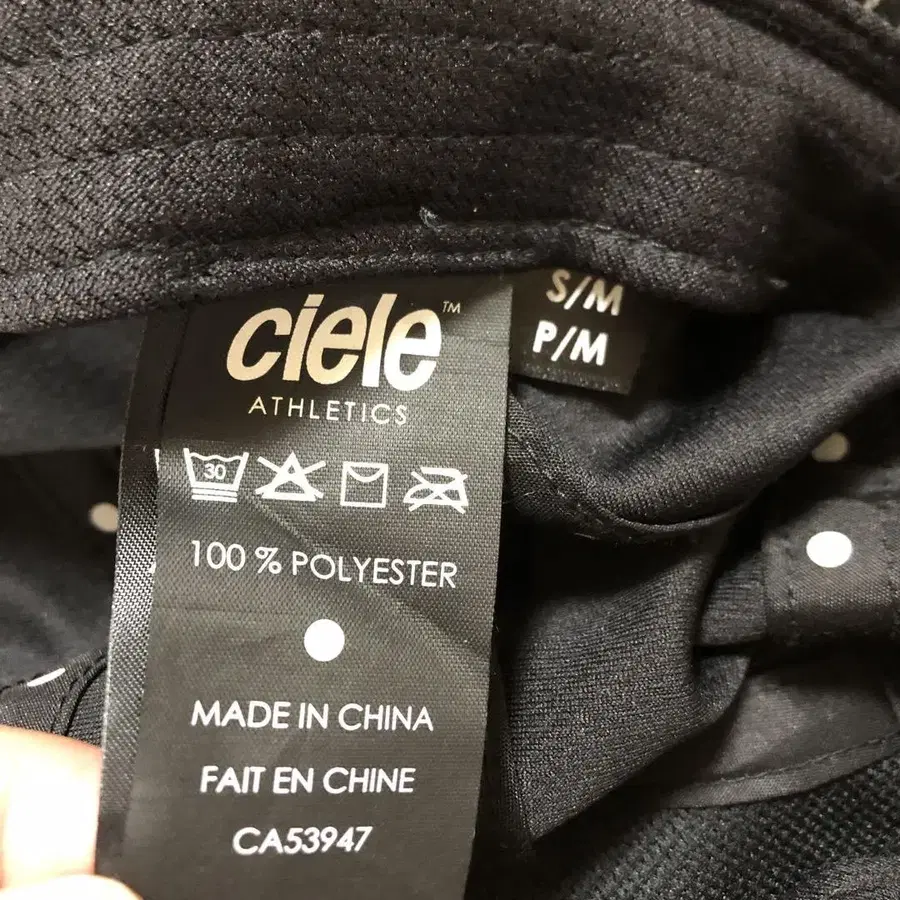 ciele™
ATHLETICS
30
100 % POLYESTER
MADE IN CHINA
FAIT EN CHINE
CA53947
S/M
P/M